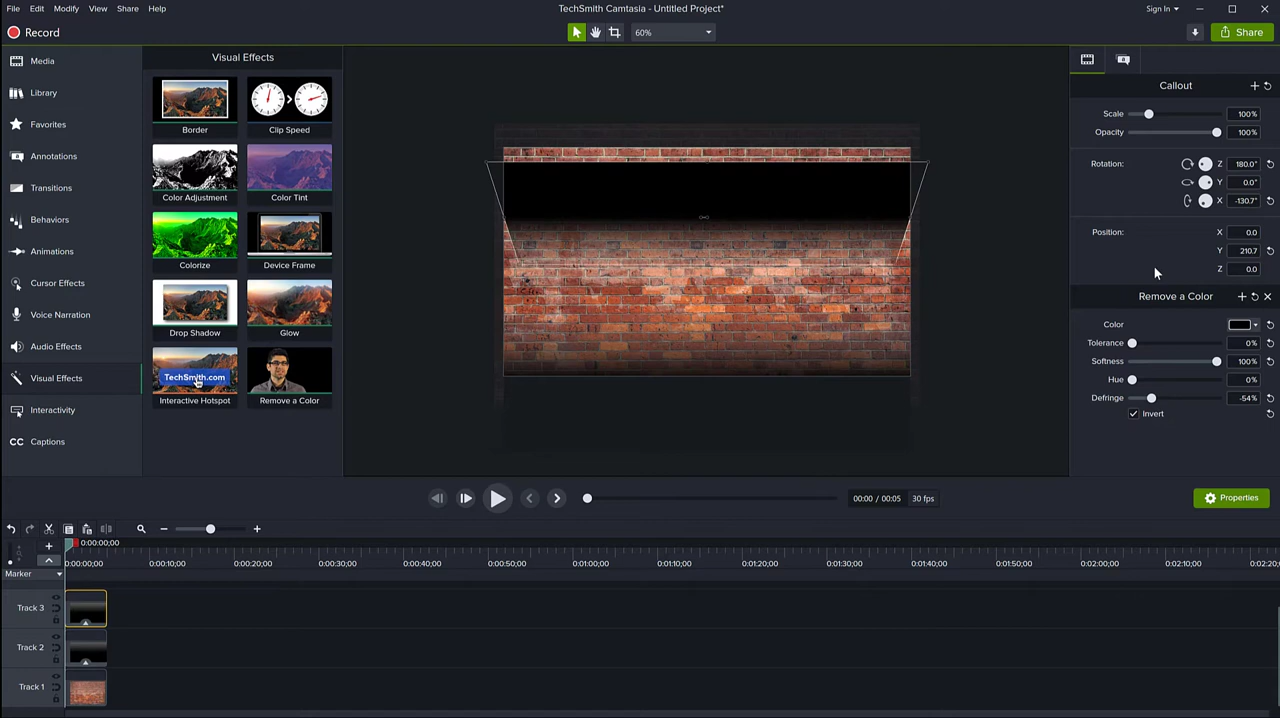 File Edit Modify View Share Help
TechSmith Camtasia - Untitled Project*
Sign In
Record
60%
Share
Media
Library
Favorites
Annotations
Transitions
Behaviors
Animations
Cursor Effects
Voice Narration
Audio Effects
Visual Effects
Interactivity
CC Captions
Visual Effects
Border
Clip Speed
Color Adjustment
Color Tint
Colorize
Device Frame
Drop Shadow
Glow
TechSmith.com
Interactive Hotspot
Remove a Color
Callout
Scale 100%
Opacity 100%
Rotation: Z 180.0°
Y 0.0°
X -130.7°
Position: X 0.0
Y 210.7
Z 0.0
Remove a Color
Color
Tolerance 0%
Softness 100%
Hue 0%
Defringe -54%
Invert
00:00 / 00:05 30 fps
Properties
0:00:00;00
0:00:00;00 0:00:10;00 0:00:20;00 0:00:30;00 0:00:40;00 0:00:50;00 0:01:00;00 0:01:10;00 0:01:20;00 0:01:30;00 0:01:40;00 0:01:50;00 0:02:00;00 0:02:10;00 0:02:20;
Marker
Track 3
Track 2
Track 1